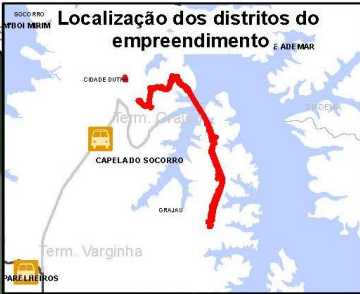 Localização dos distritos do
empreendimento
SOCORRO
M'BOI MIRIM
E ADEMAR
CIDADE DUTRA
DIADEMA
Term. Grajaú
CAPELA DO SOCORRO
GRAJAÚ
Term. Varginha
PARELHEIROS